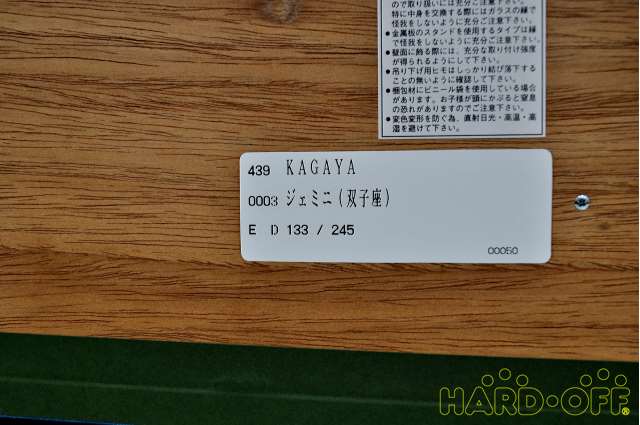 ので取り扱いには充分ご注意下さい。
特に中身を交換する際にはガラスの縁で
怪我をしないように充分ご注意下さい。
●金属板のスタンドを使用するタイプは縁
で怪我をしないように充分ご注意下さい。
●壁面に飾る際には、充分な取り付け強度
が得られるようにして下さい。
●吊り下げ用ヒモはしっかり結び落下する
ことの無いように確認して下さい。
●梱包材にビニール袋を使用している場合
があります。お子様が頭にかぶると窒息
の恐れがありますのでご注意下さい。
●変色変形を防ぐ為、直射日光・高温・高
湿を避けて下さい。
439 KAGAYA
0003 ジェミニ(双子座)
E D 133 / 245
00050
HARD-OFF